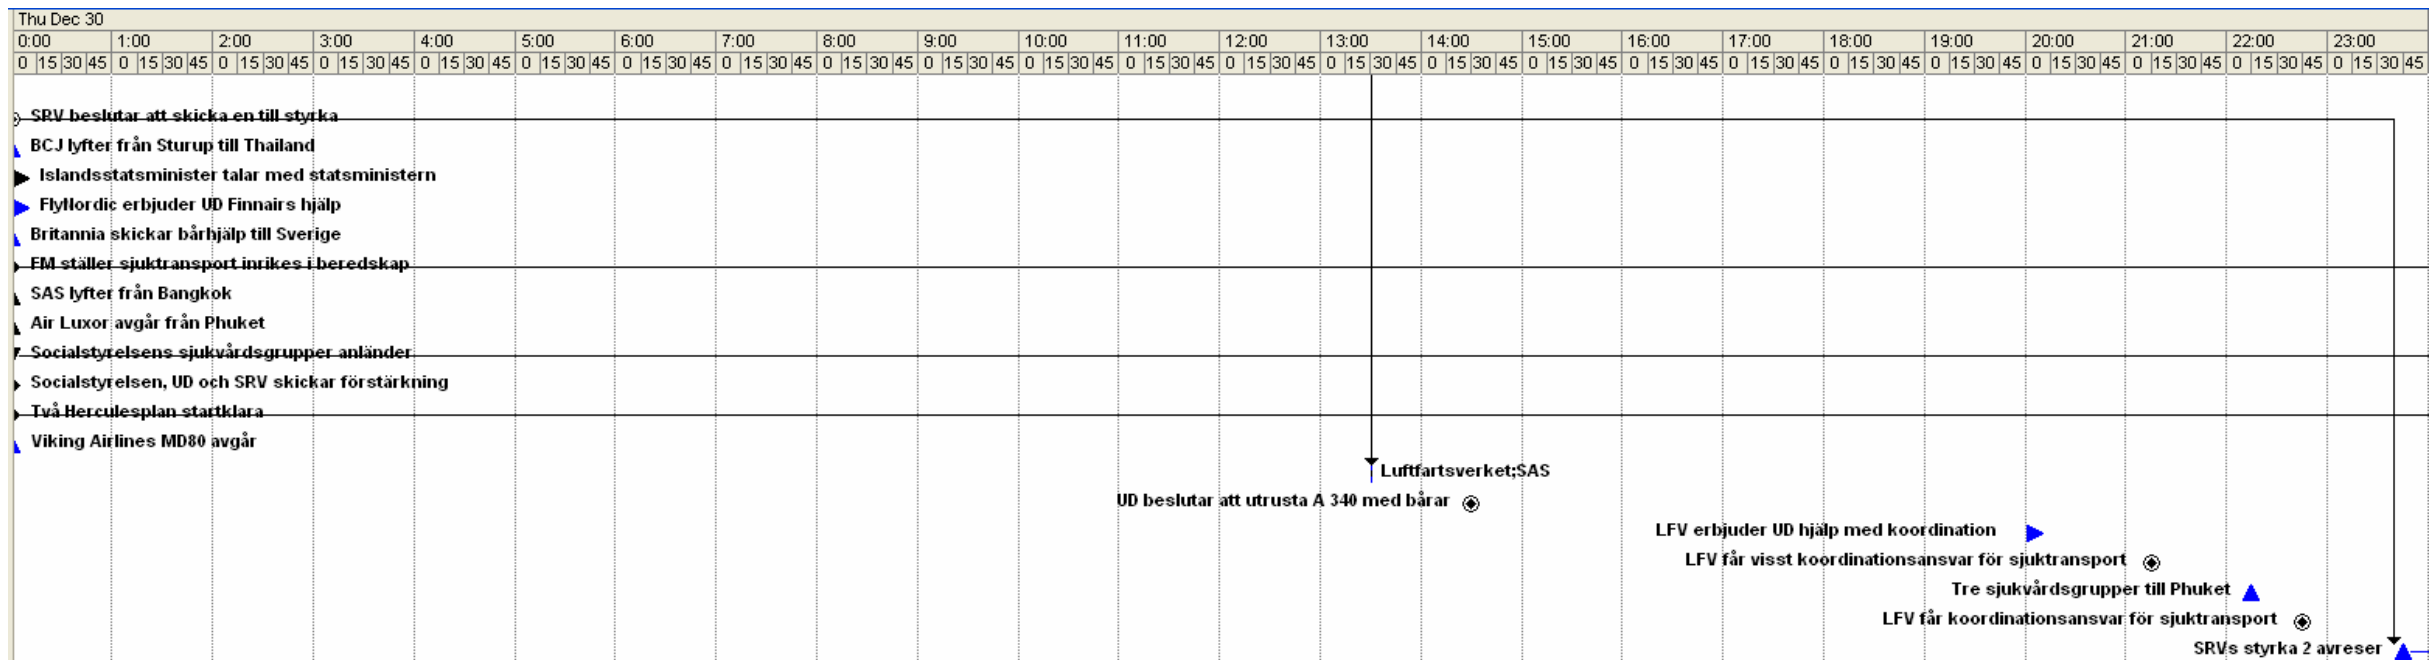 Thu Dec 30
0:00 1:00 2:00 3:00 4:00 5:00 6:00 7:00 8:00 9:00 10:00 11:00 12:00 13:00 14:00 15:00 16:00 17:00 18:00 19:00 20:00 21:00 22:00 23:00
0 15 30 45 0 15 30 45 0 15 30 45 0 15 30 45 0 15 30 45 0 15 30 45 0 15 30 45 0 15 30 45 0 15 30 45 0 15 30 45 0 15 30 45 0 15 30 45 0 15 30 45 0 15 30 45 0 15 30 45 0 15 30 45 0 15 30 45 0 15 30 45 0 15 30 45 0 15 30 45 0 15 30 45 0 15 30 45 0 15 30 45 0 15 30 45
SRV beslutar att skicka en till styrka
BCJ lyfter från Sturup till Thailand
Islandsstatsminister talar med statsministern
FlyNordic erbjuder UD Finnairs hjälp
Britannia skickar bårhjälp till Sverige
FM ställer sjuktransport inrikes i beredskap
SAS lyfter från Bangkok
Air Luxor avgår från Phuket
Socialstyrelsens sjukvårdsgrupper anländer
Socialstyrelsen, UD och SRV skickar förstärkning
Två Herculesplan startklara
Viking Airlines MD80 avgår
Luftfartsverket;SAS
UD beslutar att utrusta A 340 med bårar
LFV erbjuder UD hjälp med koordination
LFV får visst koordinationsansvar för sjuktransport
Tre sjukvårdsgrupper till Phuket
LFV får koordinationsansvar för sjuktransport
SRVs styrka 2 avreser